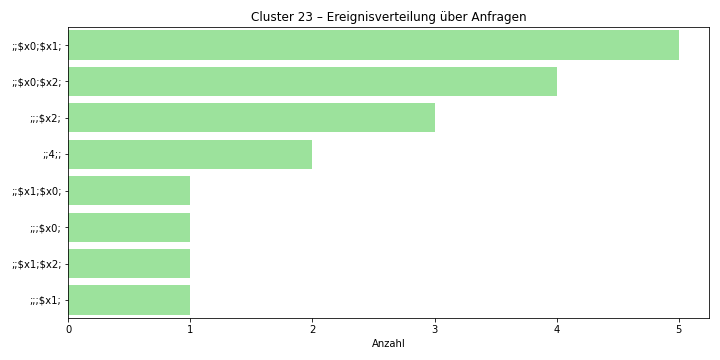 Cluster 23 – Ereignisverteilung über Anfragen
;;$x0;$x1;
;;$x0;$x2;
;;;$x2;
;;4;;
;;$x1;$x0;
;;;$x0;
;;$x1;$x2;
;;;$x1;
0 1 2 3 4 5
Anzahl